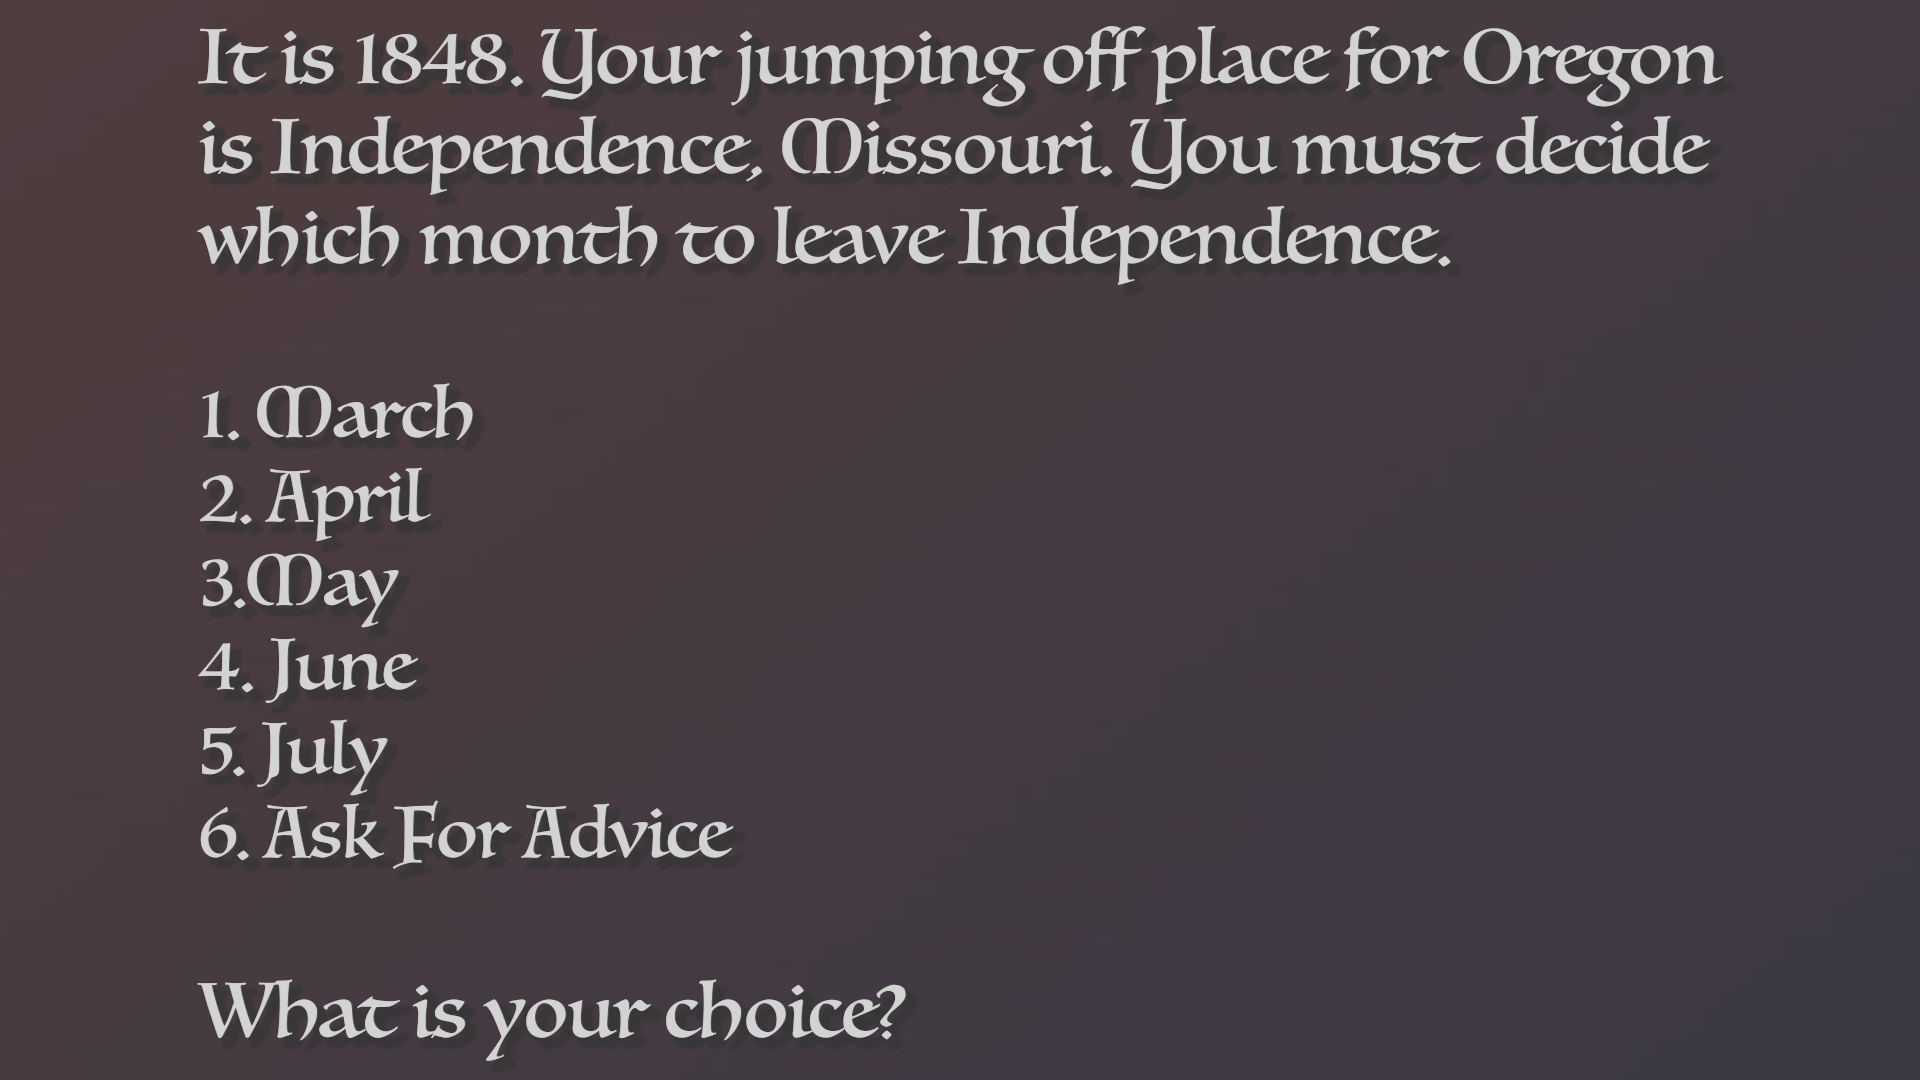 It is 1848. Your jumping off place for Oregon
is Independence, Missouri. You must decide
which month to leave Independence.
1. March
2. April
3.May
4. June
5. July
6. Ask For Advice
What is your choice?